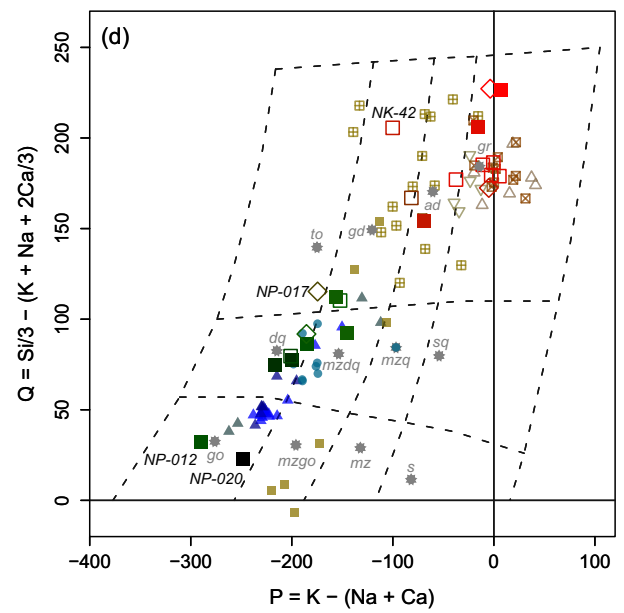 (d)
250
200
150
100
50
0
Q = Si/3 − (K + Na + 2Ca/3)
NK-42
gr
ad
gd
to
NP-017
dq
mzdq
mzq
sq
NP-012
go
NP-020
mzgo
mz
s
−400
−300
−200
−100
0
100
P = K − (Na + Ca)